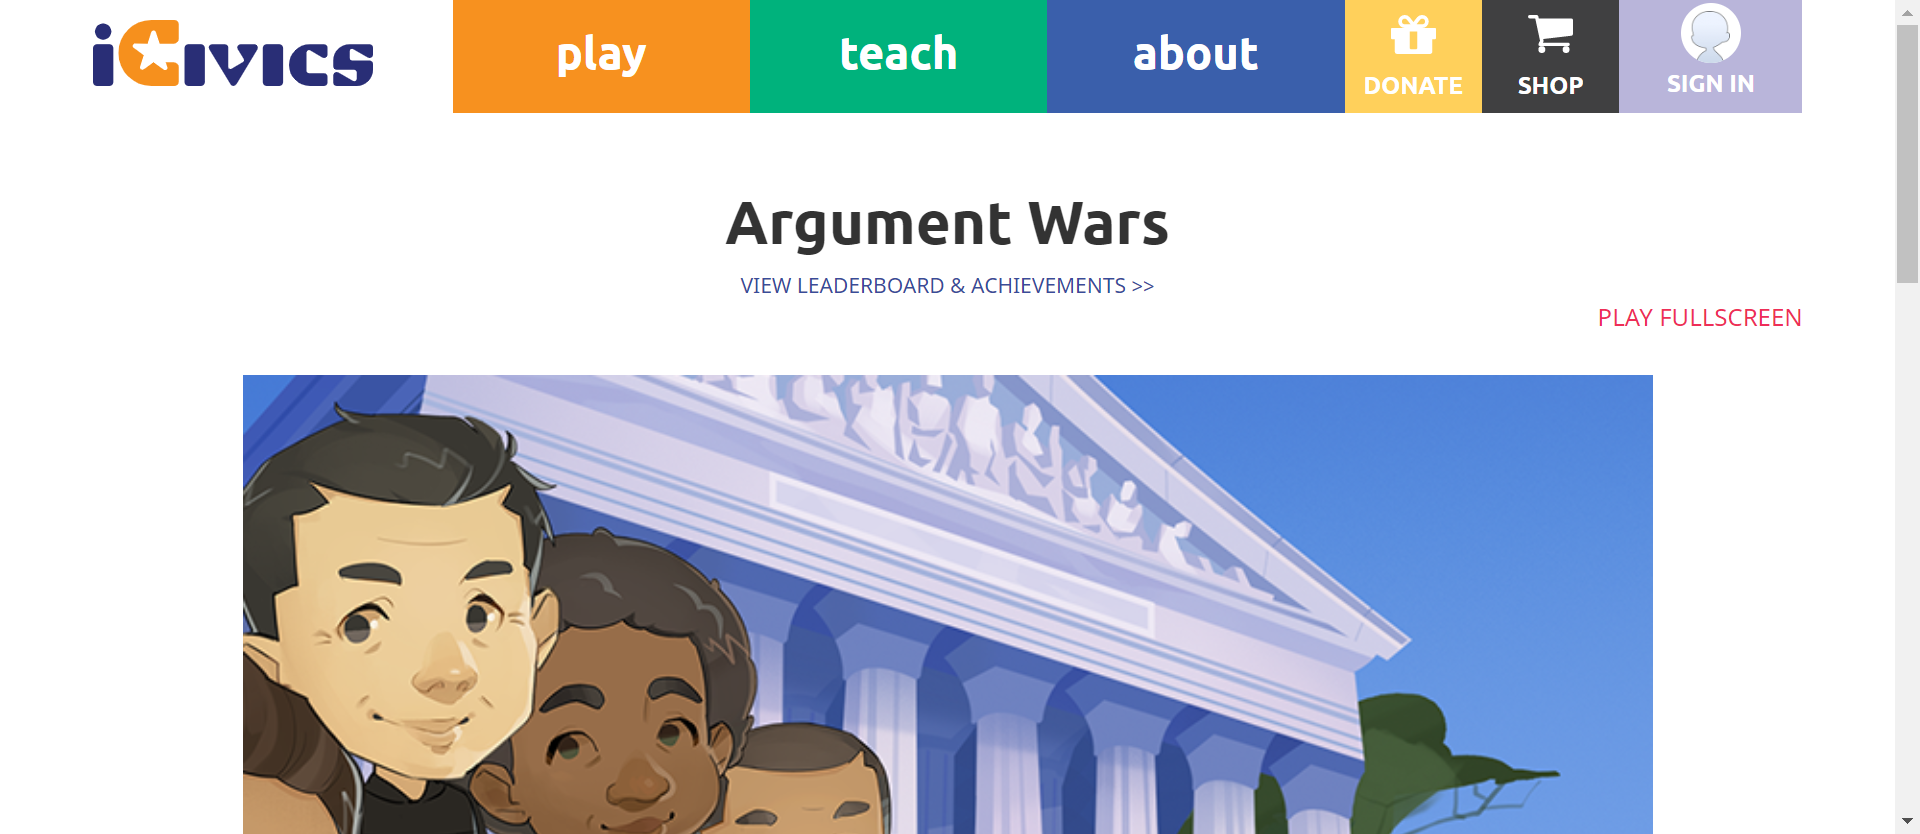 iCivics
play
teach
about
DONATE
SHOP
SIGN IN
Argument Wars
VIEW LEADERBOARD & ACHIEVEMENTS >>
PLAY FULLSCREEN